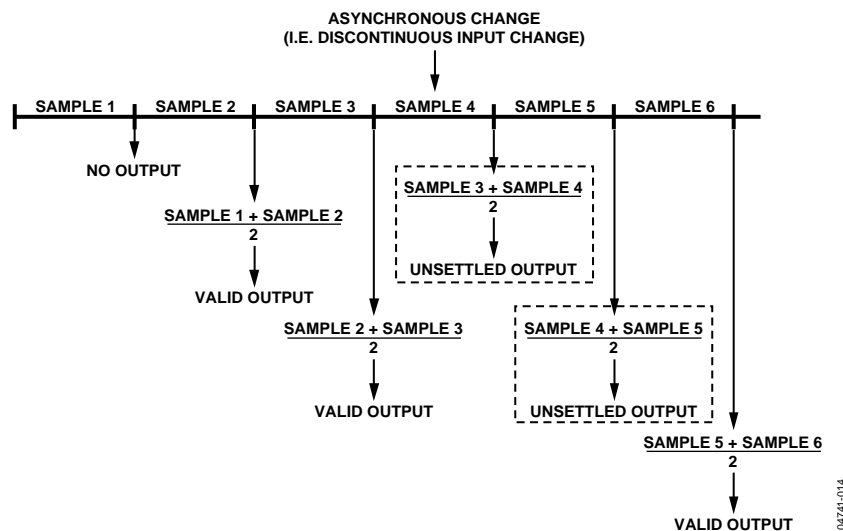 ASYNCHRONOUS CHANGE
(I.E. DISCONTINUOUS INPUT CHANGE)
SAMPLE 1
SAMPLE 2
SAMPLE 3
SAMPLE 4
SAMPLE 5
SAMPLE 6
NO OUTPUT
SAMPLE 1 + SAMPLE 2
2
VALID OUTPUT
SAMPLE 2 + SAMPLE 3
2
VALID OUTPUT
SAMPLE 3 + SAMPLE 4
2
UNSETTLED OUTPUT
SAMPLE 4 + SAMPLE 5
2
UNSETTLED OUTPUT
SAMPLE 5 + SAMPLE 6
2
VALID OUTPUT
04741-014